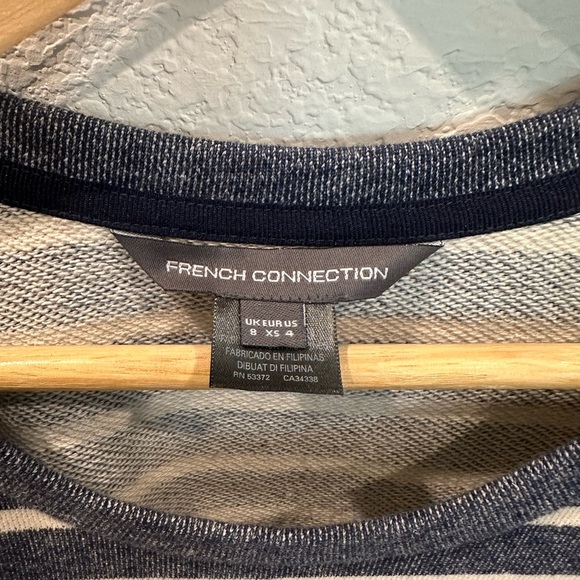 FRENCH CONNECTION
UK EUR US
8 XS 4
FABRICADO EN FILIPINAS
DIBUAT DI FILIPINA
RN 53372 CA34338